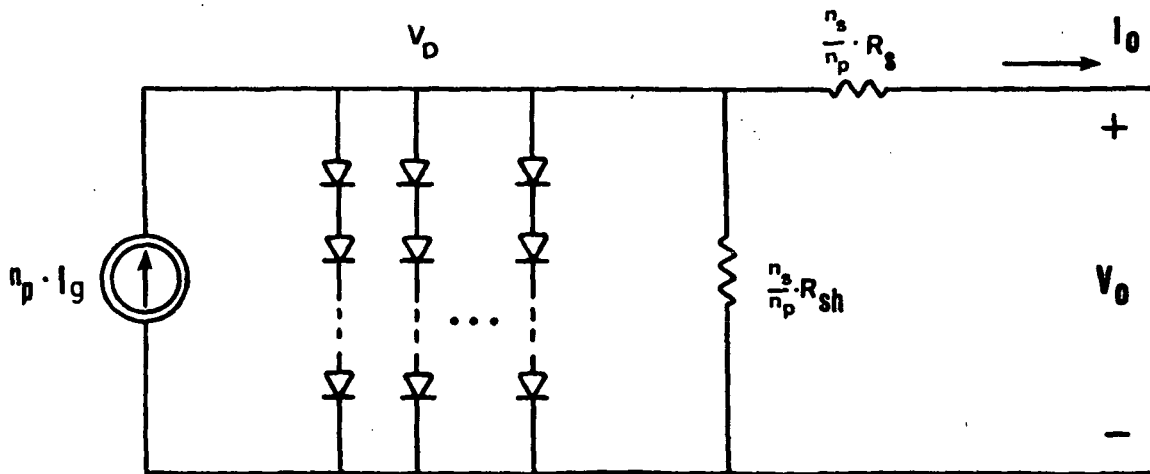 V_D
n_s/n_p · R_s
I_0
+
n_p · I_g
n_s/n_p · R_sh
V_0
−